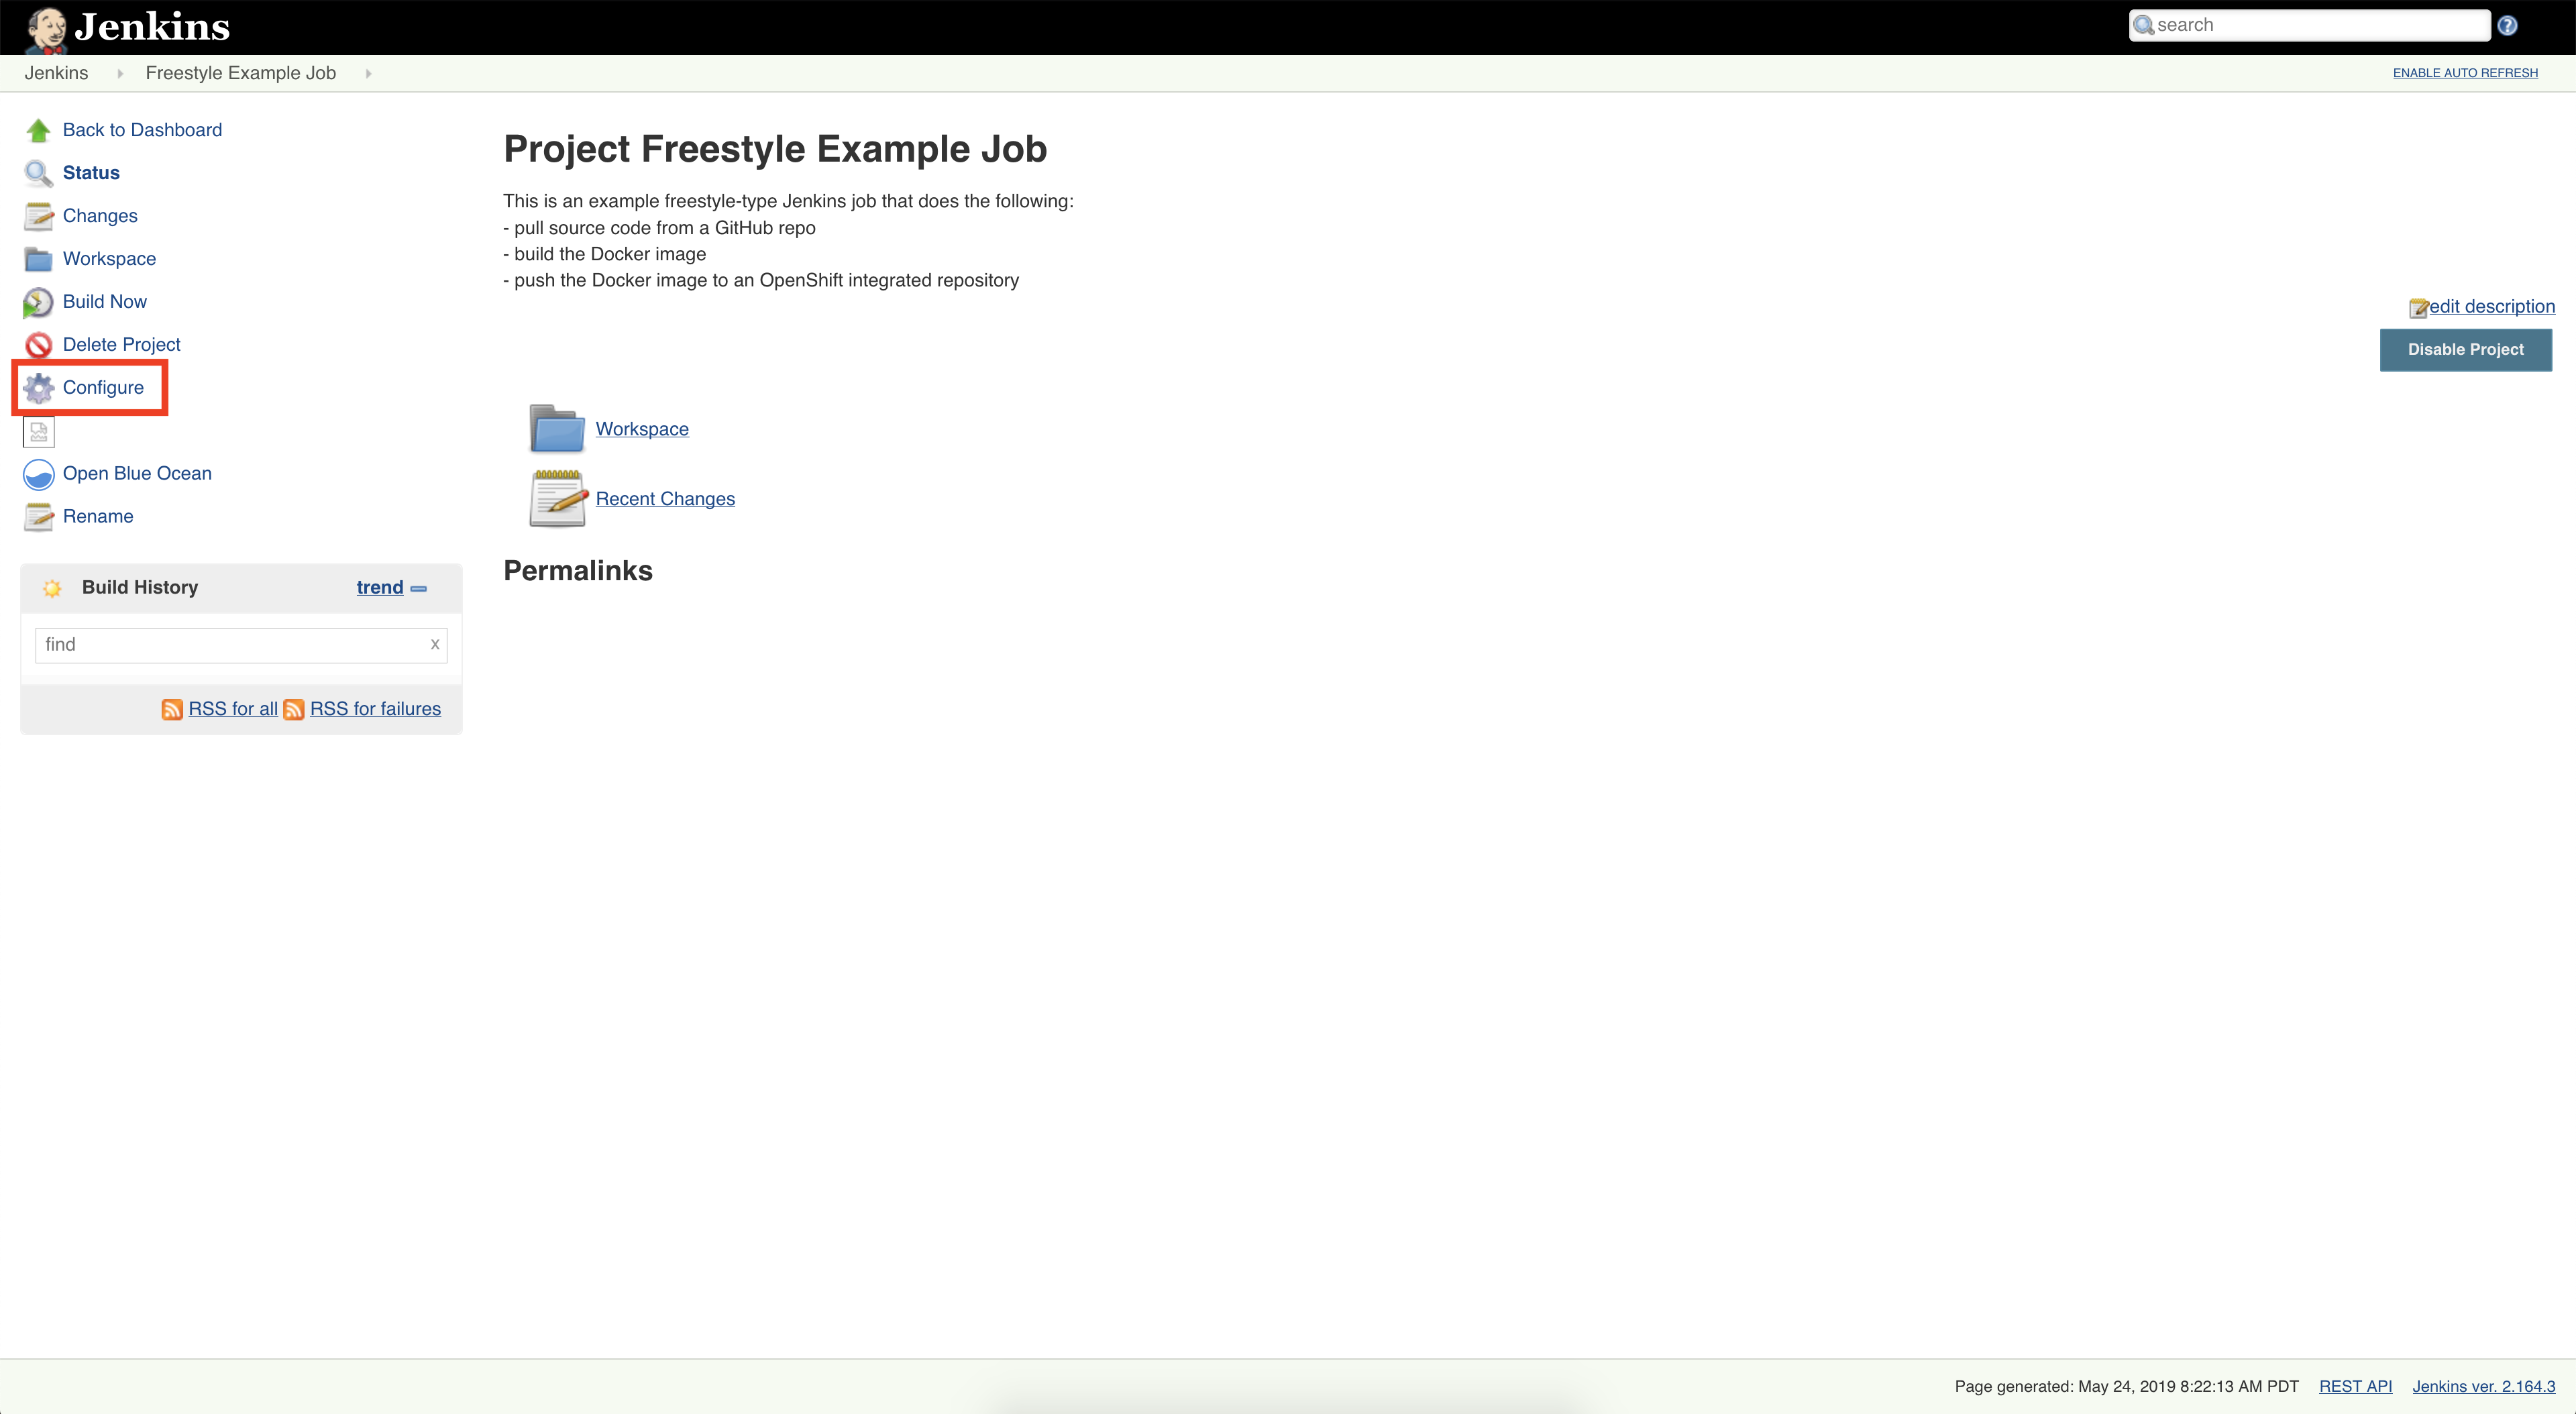 Jenkins
search
Jenkins Freestyle Example Job
ENABLE AUTO REFRESH
Back to Dashboard
Status
Changes
Workspace
Build Now
Delete Project
Configure
Open Blue Ocean
Rename
Build History trend
find x
RSS for all RSS for failures
Project Freestyle Example Job
This is an example freestyle-type Jenkins job that does the following:
- pull source code from a GitHub repo
- build the Docker image
- push the Docker image to an OpenShift integrated repository
edit description
Disable Project
Workspace
Recent Changes
Permalinks
Page generated: May 24, 2019 8:22:13 AM PDT REST API Jenkins ver. 2.164.3